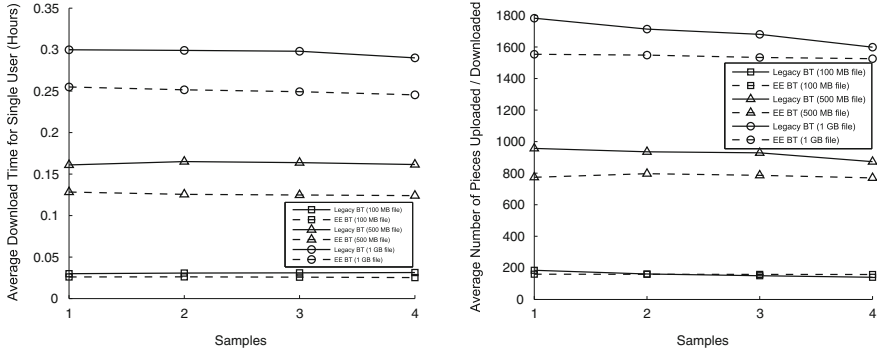 Average Download Time for Single User (Hours)
0.35
0.3
0.25
0.2
0.15
0.1
0.05
0
1
2
3
4
Samples
Legacy BT (100 MB file)
EE BT (100 MB file)
Legacy BT (500 MB file)
EE BT (500 MB file)
Legacy BT (1 GB file)
EE BT (1 GB file)
Average Number of Pieces Uploaded / Downloaded
1800
1600
1400
1200
1000
800
600
400
200
0
1
2
3
4
Samples
Legacy BT (100 MB file)
EE BT (100 MB file)
Legacy BT (500 MB file)
EE BT (500 MB file)
Legacy BT (1 GB file)
EE BT (1 GB file)